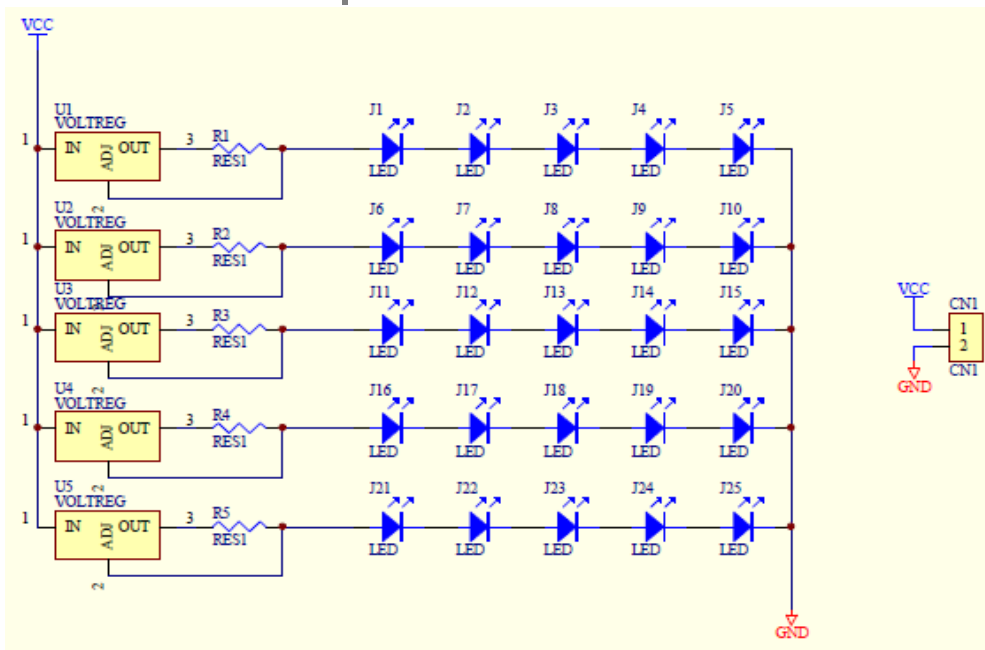 VCC
U1
VOLTREG
1 IN ADJ OUT 3 R1
RES1
2
J1 J2 J3 J4 J5
LED LED LED LED LED
U2
VOLTREG
1 IN ADJ OUT 3 R2
RES1
J6 J7 J8 J9 J10
LED LED LED LED LED
U3
VOLTREG
1 IN ADJ OUT 3 R3
RES1
2
J11 J12 J13 J14 J15
LED LED LED LED LED
U4
VOLTREG
1 IN ADJ OUT 3 R4
RES1
2
J16 J17 J18 J19 J20
LED LED LED LED LED
U5
VOLTREG
1 IN ADJ OUT 3 R5
RES1
2
J21 J22 J23 J24 J25
LED LED LED LED LED
GND
VCC
CN1
1
2
CN1
GND